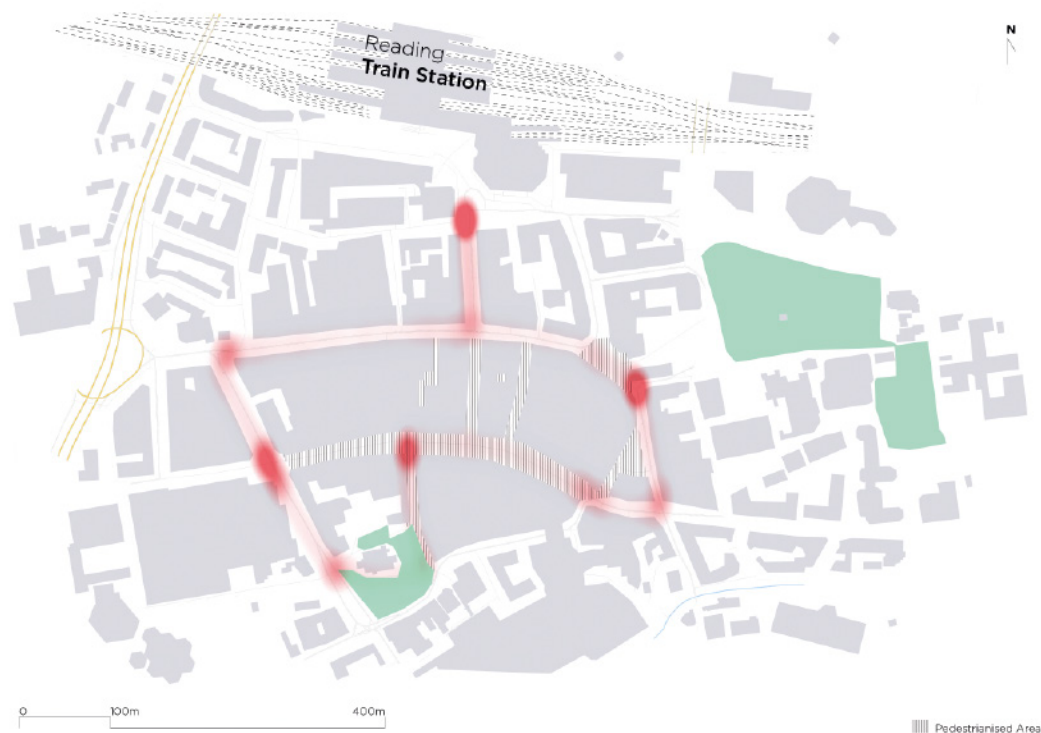 N
Reading
Train Station
0 100m 400m
Pedestrianised Area